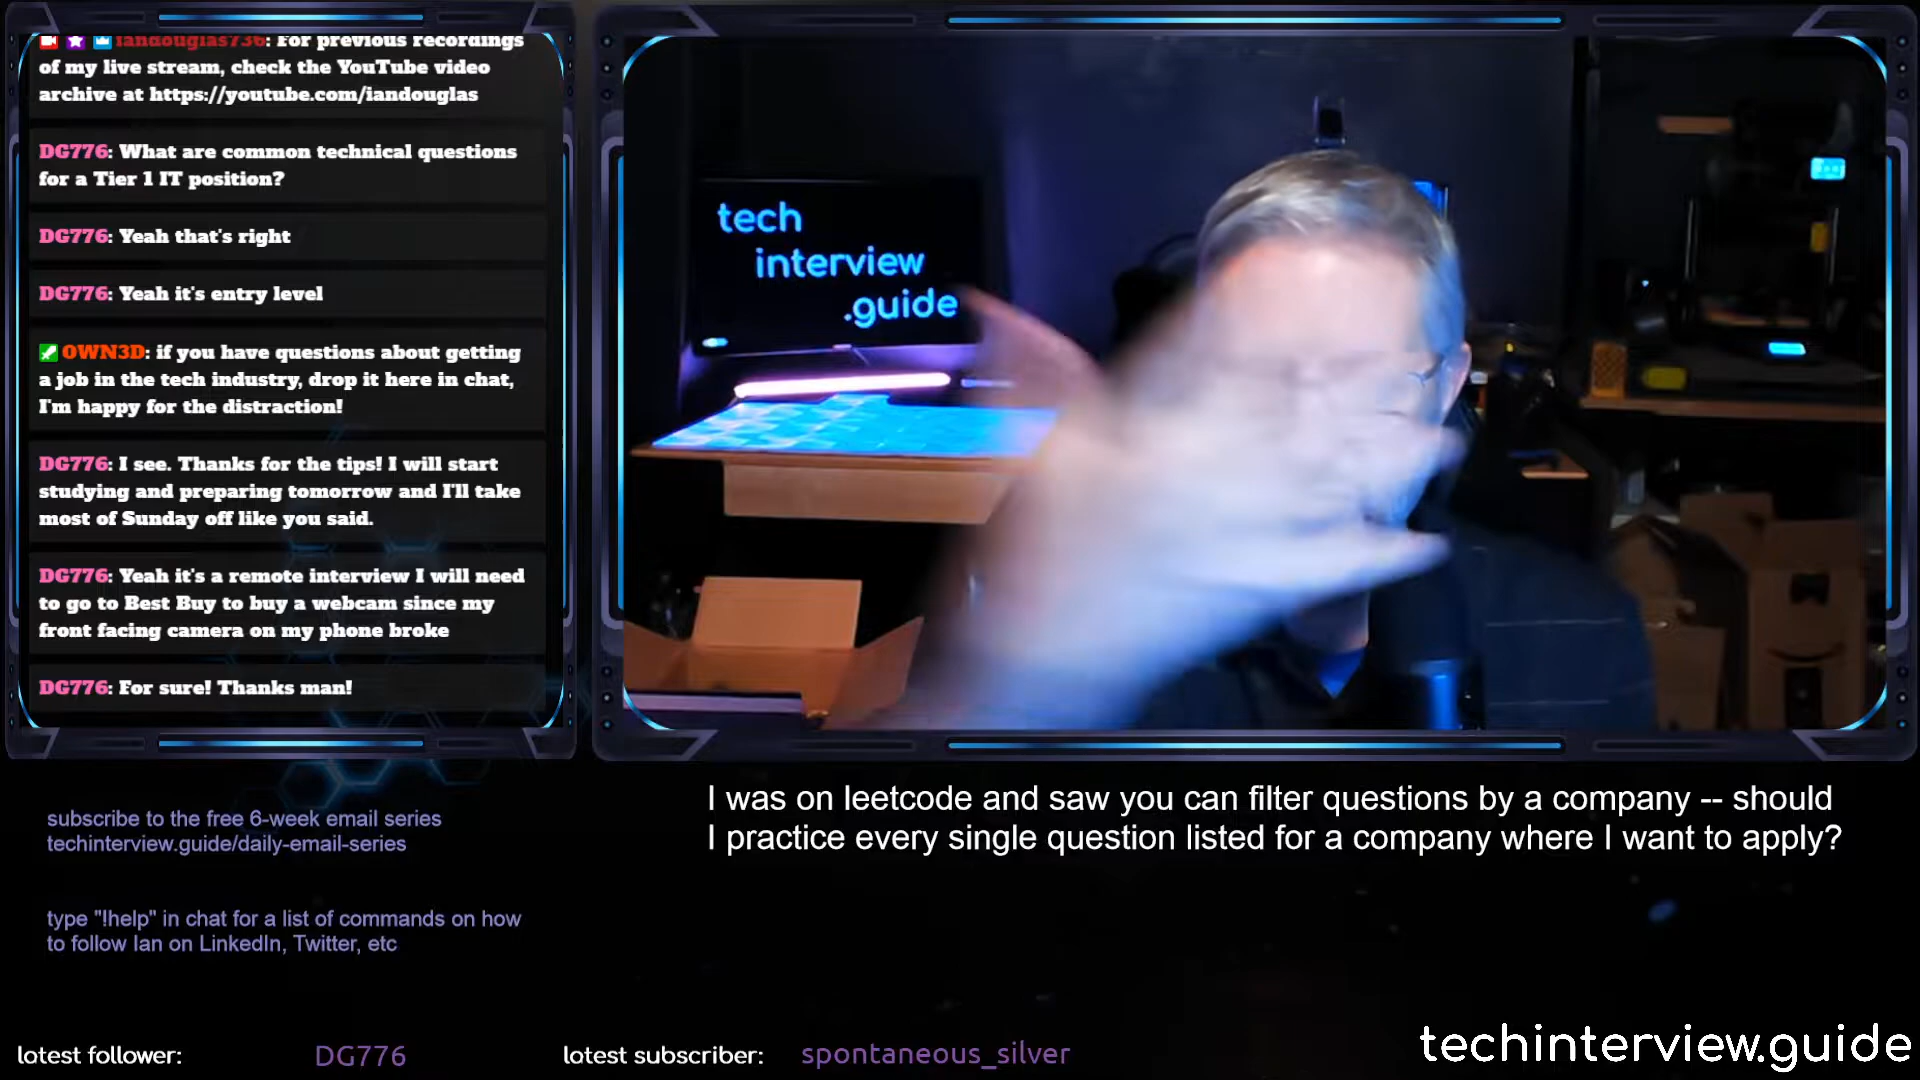 iandouglas736: For previous recordings
of my live stream, check the YouTube video
archive at https://youtube.com/iandouglas
DG776: What are common technical questions
for a Tier 1 IT position?
DG776: Yeah that's right
DG776: Yeah it's entry level
OWN3D: if you have questions about getting
a job in the tech industry, drop it here in chat,
I'm happy for the distraction!
DG776: I see. Thanks for the tips! I will start
studying and preparing tomorrow and I'll take
most of Sunday off like you said.
DG776: Yeah it's a remote interview I will need
to go to Best Buy to buy a webcam since my
front facing camera on my phone broke
DG776: For sure! Thanks man!
tech
interview
.guide
I was on leetcode and saw you can filter questions by a company -- should
I practice every single question listed for a company where I want to apply?
subscribe to the free 6-week email series
techinterview.guide/daily-email-series
type "!help" in chat for a list of commands on how
to follow Ian on LinkedIn, Twitter, etc
latest follower: DG776
latest subscriber: spontaneous_silver
techinterview.guide